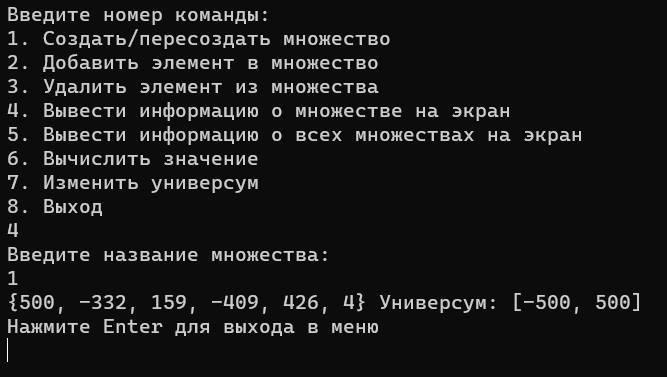 Введите номер команды:
1. Создать/пересоздать множество
2. Добавить элемент в множество
3. Удалить элемент из множества
4. Вывести информацию о множестве на экран
5. Вывести информацию о всех множествах на экран
6. Вычислить значение
7. Изменить универсум
8. Выход
4
Введите название множества:
1
{500, -332, 159, -409, 426, 4} Универсум: [-500, 500]
Нажмите Enter для выхода в меню